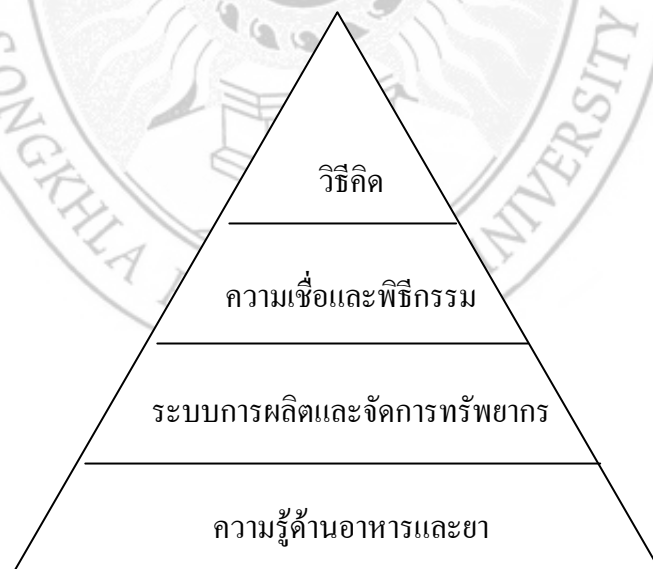 วิธีคิด
ความเชื่อและพิธีกรรม
ระบบการผลิตและจัดการทรัพยากร
ความรู้ด้านอาหารและยา
SONGKHLA
UNIVERSITY